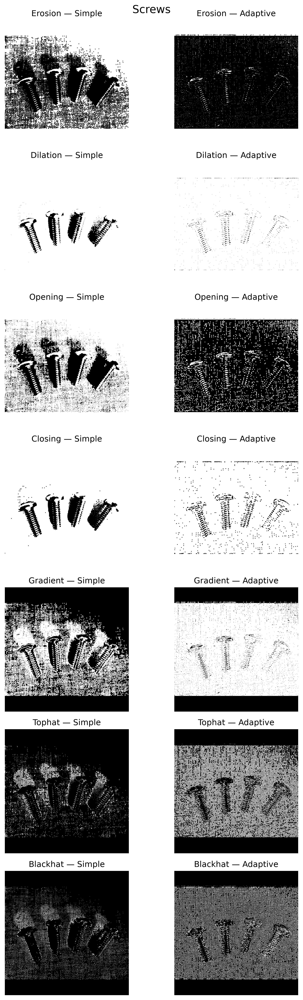 Screws
Erosion — Simple
Erosion — Adaptive
Dilation — Simple
Dilation — Adaptive
Opening — Simple
Opening — Adaptive
Closing — Simple
Closing — Adaptive
Gradient — Simple
Gradient — Adaptive
Tophat — Simple
Tophat — Adaptive
Blackhat — Simple
Blackhat — Adaptive